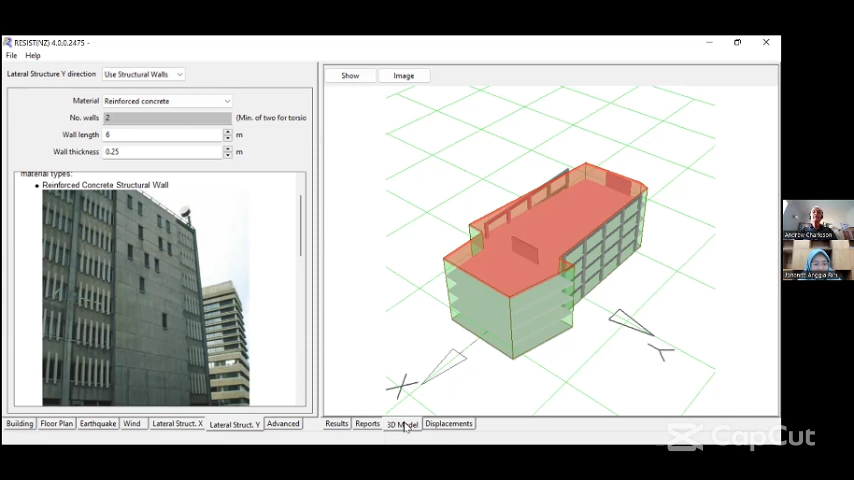 RESIST(NZ) 4.0.0.2475 -
File Help
Lateral Structure Y direction Use Structural Walls
Show Image
Material Reinforced concrete
No. walls 2 (Min. of two for torsio
Wall length 6 m
Wall thickness 0.25 m
material types:
Reinforced Concrete Structural Wall
Andrew Charleson
X
Y
Building Floor Plan Earthquake Wind Lateral Struct. X Lateral Struct. Y Advanced
Results Reports 3D Model Displacements
CapCut